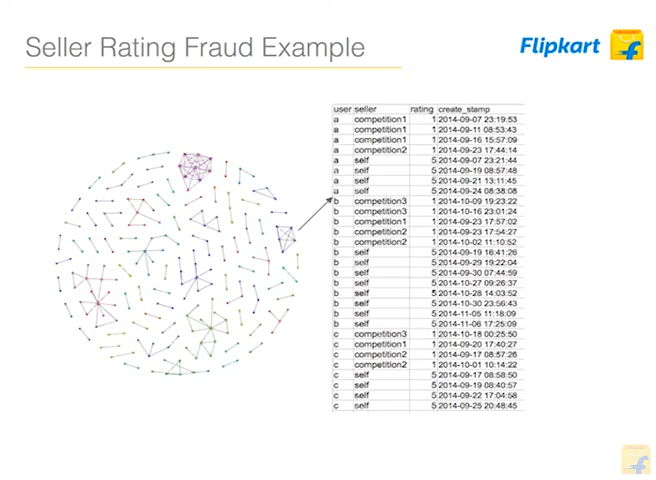 Seller Rating Fraud Example
Flipkart
user seller rating create_stamp
a competition1 1 2014-09-07 23:19:53
a competition1 1 2014-09-11 08:53:43
a competition1 1 2014-09-16 15:57:09
a competition2 1 2014-09-23 17:44:14
a self 5 2014-09-07 23:21:44
a self 5 2014-09-19 08:57:48
a self 5 2014-09-21 13:11:45
a self 5 2014-09-24 08:38:08
b competition3 1 2014-10-09 19:23:22
b competition3 1 2014-10-16 23:01:24
b competition1 1 2014-09-23 17:57:02
b competition2 1 2014-09-23 17:54:27
b competition2 1 2014-10-02 11:10:52
b self 5 2014-09-19 16:41:26
b self 5 2014-09-29 19:22:04
b self 5 2014-09-30 07:44:59
b self 5 2014-10-27 09:26:37
b self 5 2014-10-28 14:03:52
b self 5 2014-10-30 23:56:43
b self 5 2014-11-05 11:18:09
b self 5 2014-11-06 17:25:09
c competition3 1 2014-10-18 00:25:50
c competition1 1 2014-09-20 17:40:27
c competition2 1 2014-09-17 08:57:26
c competition2 1 2014-10-01 10:14:22
c self 5 2014-09-17 08:58:50
c self 5 2014-09-19 08:40:57
c self 5 2014-09-22 17:04:58
c self 5 2014-09-25 20:48:45